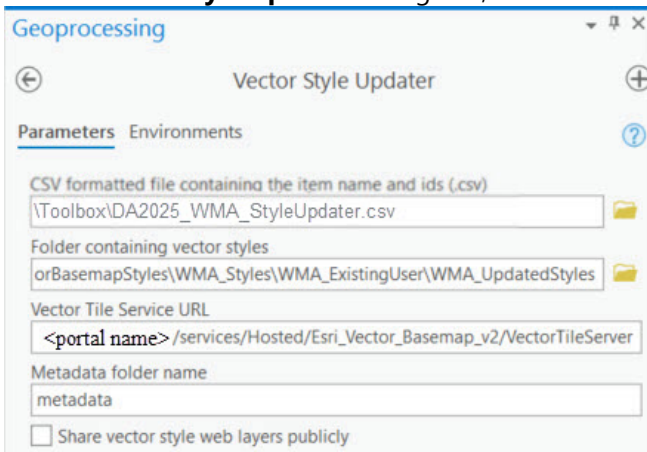 Geoprocessing
Vector Style Updater
Parameters Environments
CSV formatted file containing the item name and ids (.csv)
\Toolbox\DA2025_WMA_StyleUpdater.csv
Folder containing vector styles
orBasemapStyles\WMA_Styles\WMA_ExistingUser\WMA_UpdatedStyles
Vector Tile Service URL
<portal name>/services/Hosted/Esri_Vector_Basemap_v2/VectorTileServer
Metadata folder name
metadata
Share vector style web layers publicly